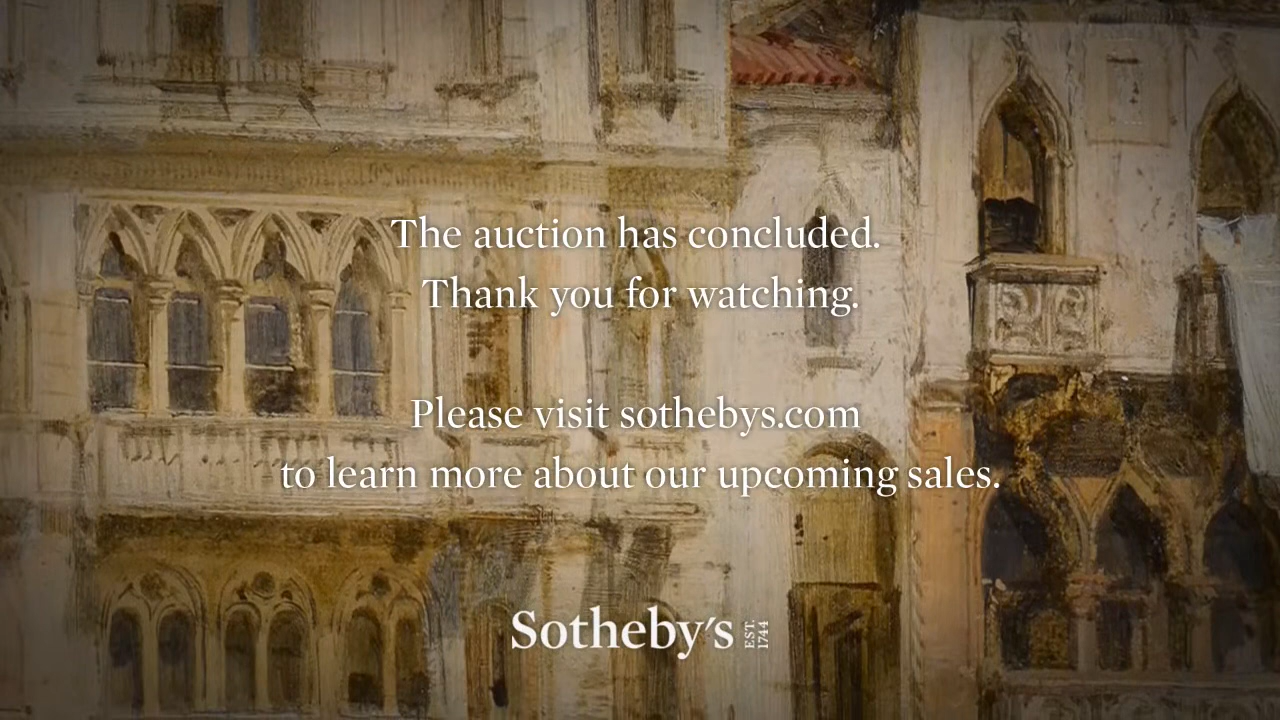 The auction has concluded.
Thank you for watching.
Please visit sothebys.com
to learn more about our upcoming sales.
Sotheby's EST. 1744